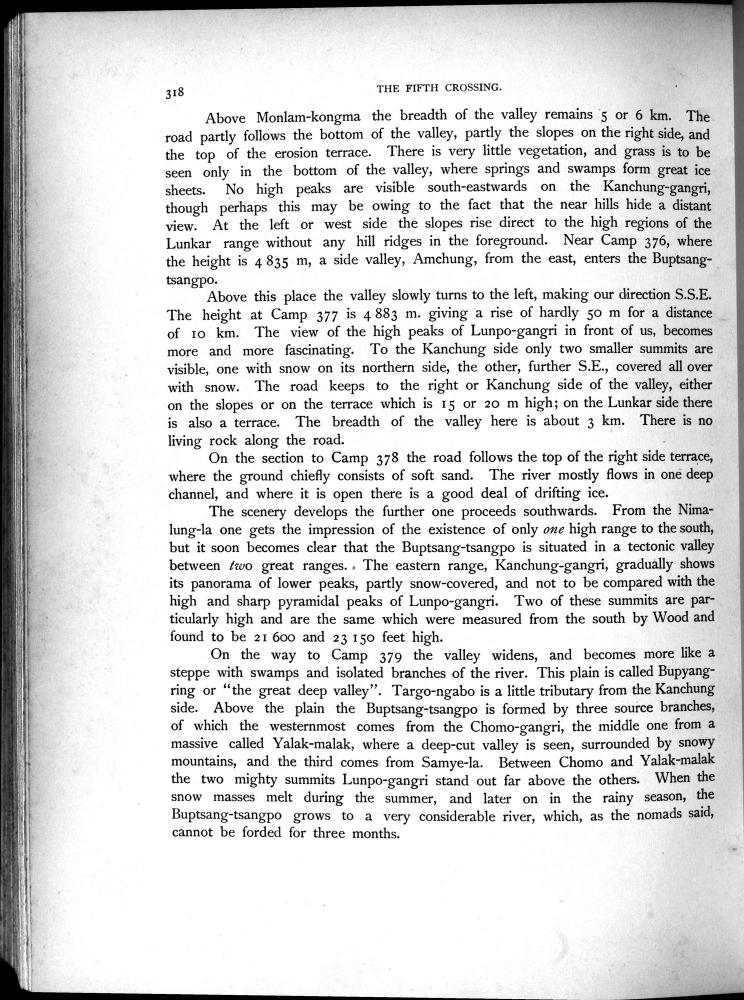 318
THE FIFTH CROSSING.
Above Monlam-kongma the breadth of the valley remains 5 or 6 km. The
road partly follows the bottom of the valley, partly the slopes on the right side, and
the top of the erosion terrace. There is very little vegetation, and grass is to be
seen only in the bottom of the valley, where springs and swamps form great ice
sheets. No high peaks are visible south-eastwards on the Kanchung-gangri,
though perhaps this may be owing to the fact that the near hills hide a distant
view. At the left or west side the slopes rise direct to the high regions of the
Lunkar range without any hill ridges in the foreground. Near Camp 376, where
the height is 4 835 m, a side valley, Amchung, from the east, enters the Buptsang-
tsangpo.
Above this place the valley slowly turns to the left, making our direction S.S.E.
The height at Camp 377 is 4 883 m. giving a rise of hardly 50 m for a distance
of 10 km. The view of the high peaks of Lunpo-gangri in front of us, becomes
more and more fascinating. To the Kanchung side only two smaller summits are
visible, one with snow on its northern side, the other, further S.E., covered all over
with snow. The road keeps to the right or Kanchung side of the valley, either
on the slopes or on the terrace which is 15 or 20 m high; on the Lunkar side there
is also a terrace. The breadth of the valley here is about 3 km. There is no
living rock along the road.
On the section to Camp 378 the road follows the top of the right side terrace,
where the ground chiefly consists of soft sand. The river mostly flows in one deep
channel, and where it is open there is a good deal of drifting ice.
The scenery develops the further one proceeds southwards. From the Nima-
lung-la one gets the impression of the existence of only one high range to the south,
but it soon becomes clear that the Buptsang-tsangpo is situated in a tectonic valley
between two great ranges. The eastern range, Kanchung-gangri, gradually shows
its panorama of lower peaks, partly snow-covered, and not to be compared with the
high and sharp pyramidal peaks of Lunpo-gangri. Two of these summits are par-
ticularly high and are the same which were measured from the south by Wood and
found to be 21 600 and 23 150 feet high.
On the way to Camp 379 the valley widens, and becomes more like a
steppe with swamps and isolated branches of the river. This plain is called Bupyang-
ring or "the great deep valley". Targo-ngabo is a little tributary from the Kanchung
side. Above the plain the Buptsang-tsangpo is formed by three source branches,
of which the westernmost comes from the Chomo-gangri, the middle one from a
massive called Yalak-malak, where a deep-cut valley is seen, surrounded by snowy
mountains, and the third comes from Samye-la. Between Chomo and Yalak-malak
the two mighty summits Lunpo-gangri stand out far above the others. When the
snow masses melt during the summer, and later on in the rainy season, the
Buptsang-tsangpo grows to a very considerable river, which, as the nomads said,
cannot be forded for three months.